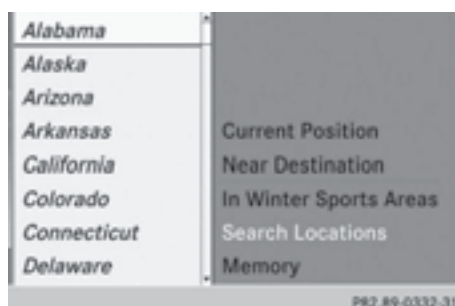 Alabama
Alaska
Arizona
Arkansas
California
Colorado
Connecticut
Delaware
Current Position
Near Destination
In Winter Sports Areas
Search Locations
Memory
P82.89-0332-31